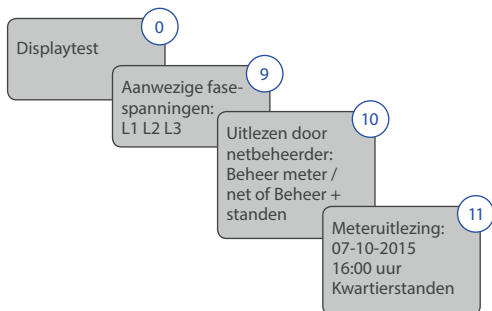 0
Displaytest
9
Aanwezige fase-
spanningen:
L1 L2 L3
10
Uitlezen door
netbeheerder:
Beheer meter /
net of Beheer +
standen
11
Meteruitlezing:
07-10-2015
16:00 uur
Kwartierstanden